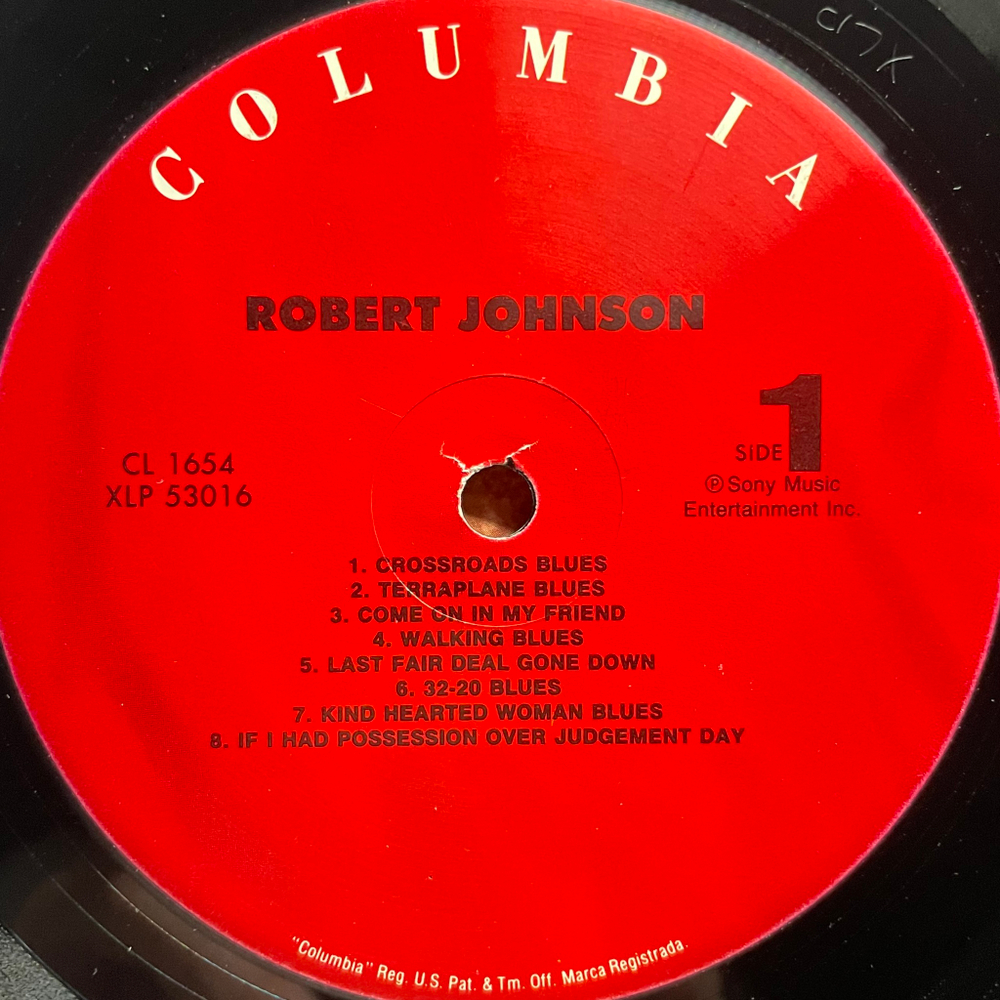 COLUMBIA
ROBERT JOHNSON
CL 1654
XLP 53016
SIDE 1
℗ Sony Music
Entertainment Inc.
1. CROSSROADS BLUES
2. TERRAPLANE BLUES
3. COME ON IN MY FRIEND
4. WALKING BLUES
5. LAST FAIR DEAL GONE DOWN
6. 32-20 BLUES
7. KIND HEARTED WOMAN BLUES
8. IF I HAD POSSESSION OVER JUDGEMENT DAY
"Columbia" Reg. U.S. Pat. & Tm. Off. Marca Registrada.